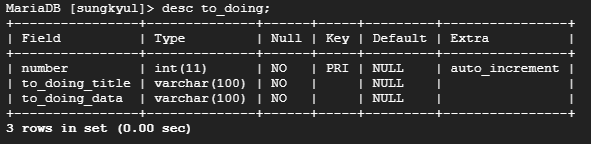 MariaDB [sungkyul]> desc to_doing;
+----------------+--------------+------+-----+---------+----------------+
| Field          | Type         | Null | Key | Default | Extra          |
+----------------+--------------+------+-----+---------+----------------+
| number         | int(11)      | NO   | PRI | NULL    | auto_increment |
| to_doing_title | varchar(100) | NO   |     | NULL    |                |
| to_doing_data  | varchar(100) | NO   |     | NULL    |                |
+----------------+--------------+------+-----+---------+----------------+
3 rows in set (0.00 sec)